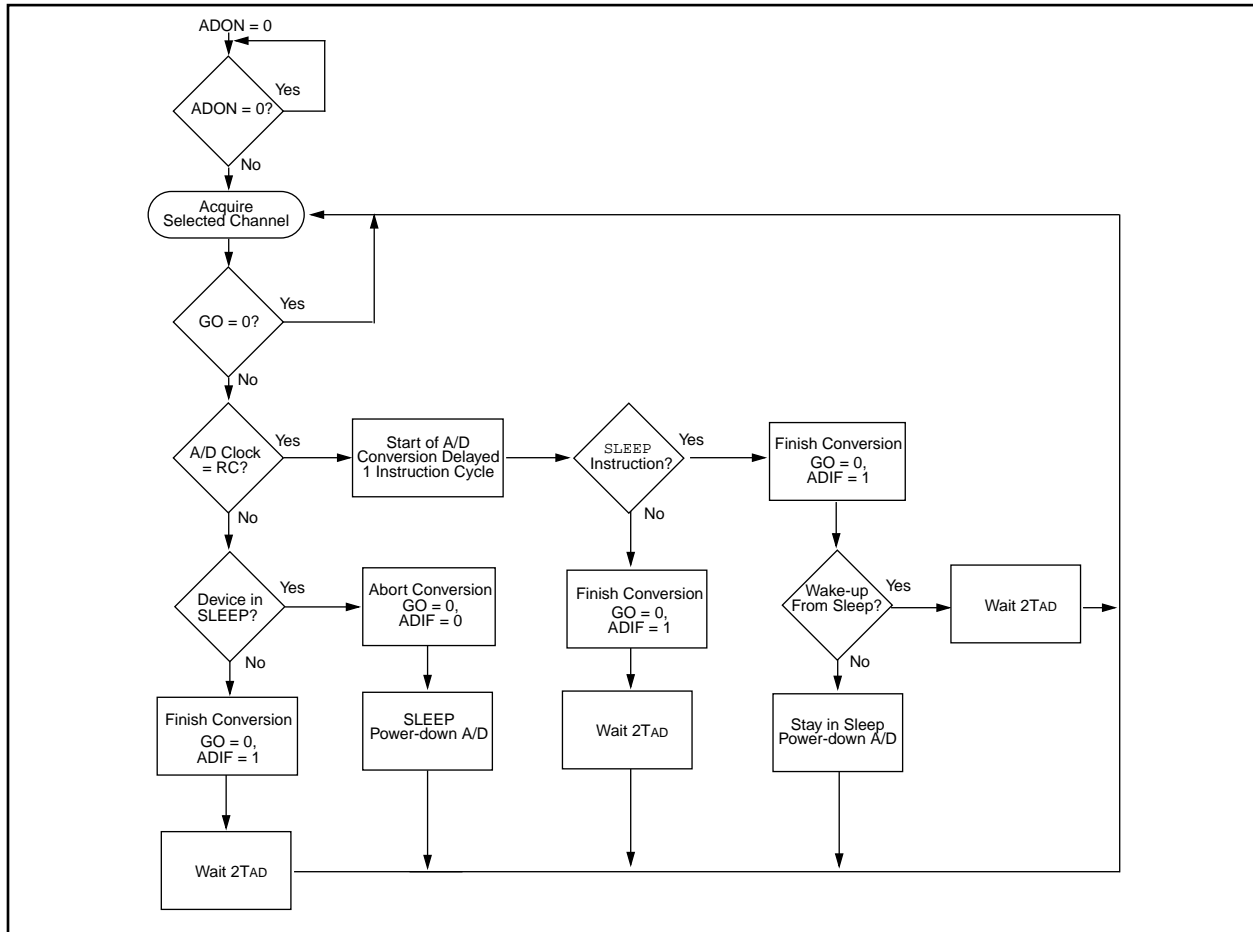 ADON = 0
Yes
ADON = 0?
No
Acquire
Selected Channel
Yes
GO = 0?
No
A/D Clock
= RC?
Yes
Start of A/D
Conversion Delayed
1 Instruction Cycle
SLEEP
Instruction?
Yes
Finish Conversion
GO = 0,
ADIF = 1
No
No
Device in
SLEEP?
Yes
Abort Conversion
GO = 0,
ADIF = 0
Finish Conversion
GO = 0,
ADIF = 1
Wake-up
From Sleep?
Yes
Wait 2TAD
No
No
Finish Conversion
GO = 0,
ADIF = 1
SLEEP
Power-down A/D
Wait 2TAD
Stay in Sleep
Power-down A/D
Wait 2TAD